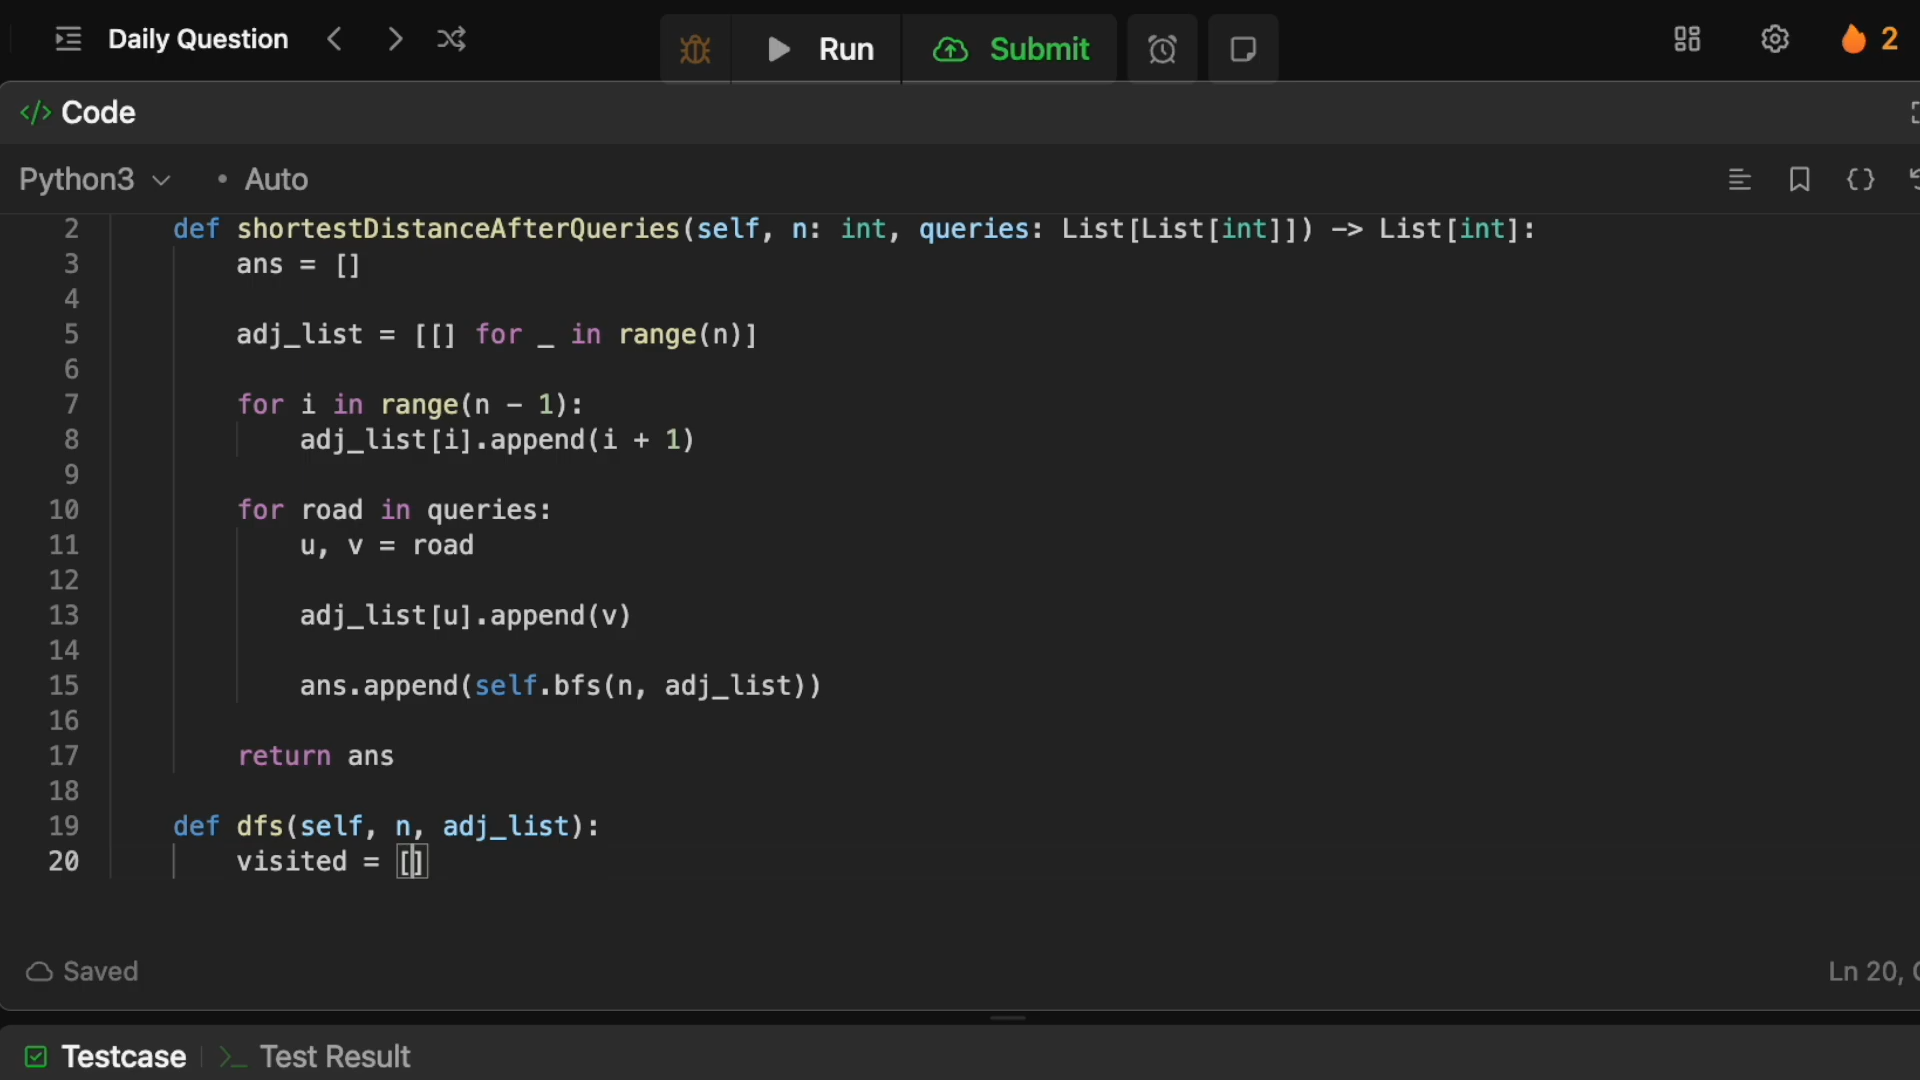 Daily Question
Run
Submit
2
</> Code
Python3
• Auto
2 def shortestDistanceAfterQueries(self, n: int, queries: List[List[int]]) -> List[int]:
3 ans = []
4
5 adj_list = [[] for _ in range(n)]
6
7 for i in range(n - 1):
8 adj_list[i].append(i + 1)
9
10 for road in queries:
11 u, v = road
12
13 adj_list[u].append(v)
14
15 ans.append(self.bfs(n, adj_list))
16
17 return ans
18
19 def dfs(self, n, adj_list):
20 visited = []
Saved
Ln 20,
Testcase
>_ Test Result